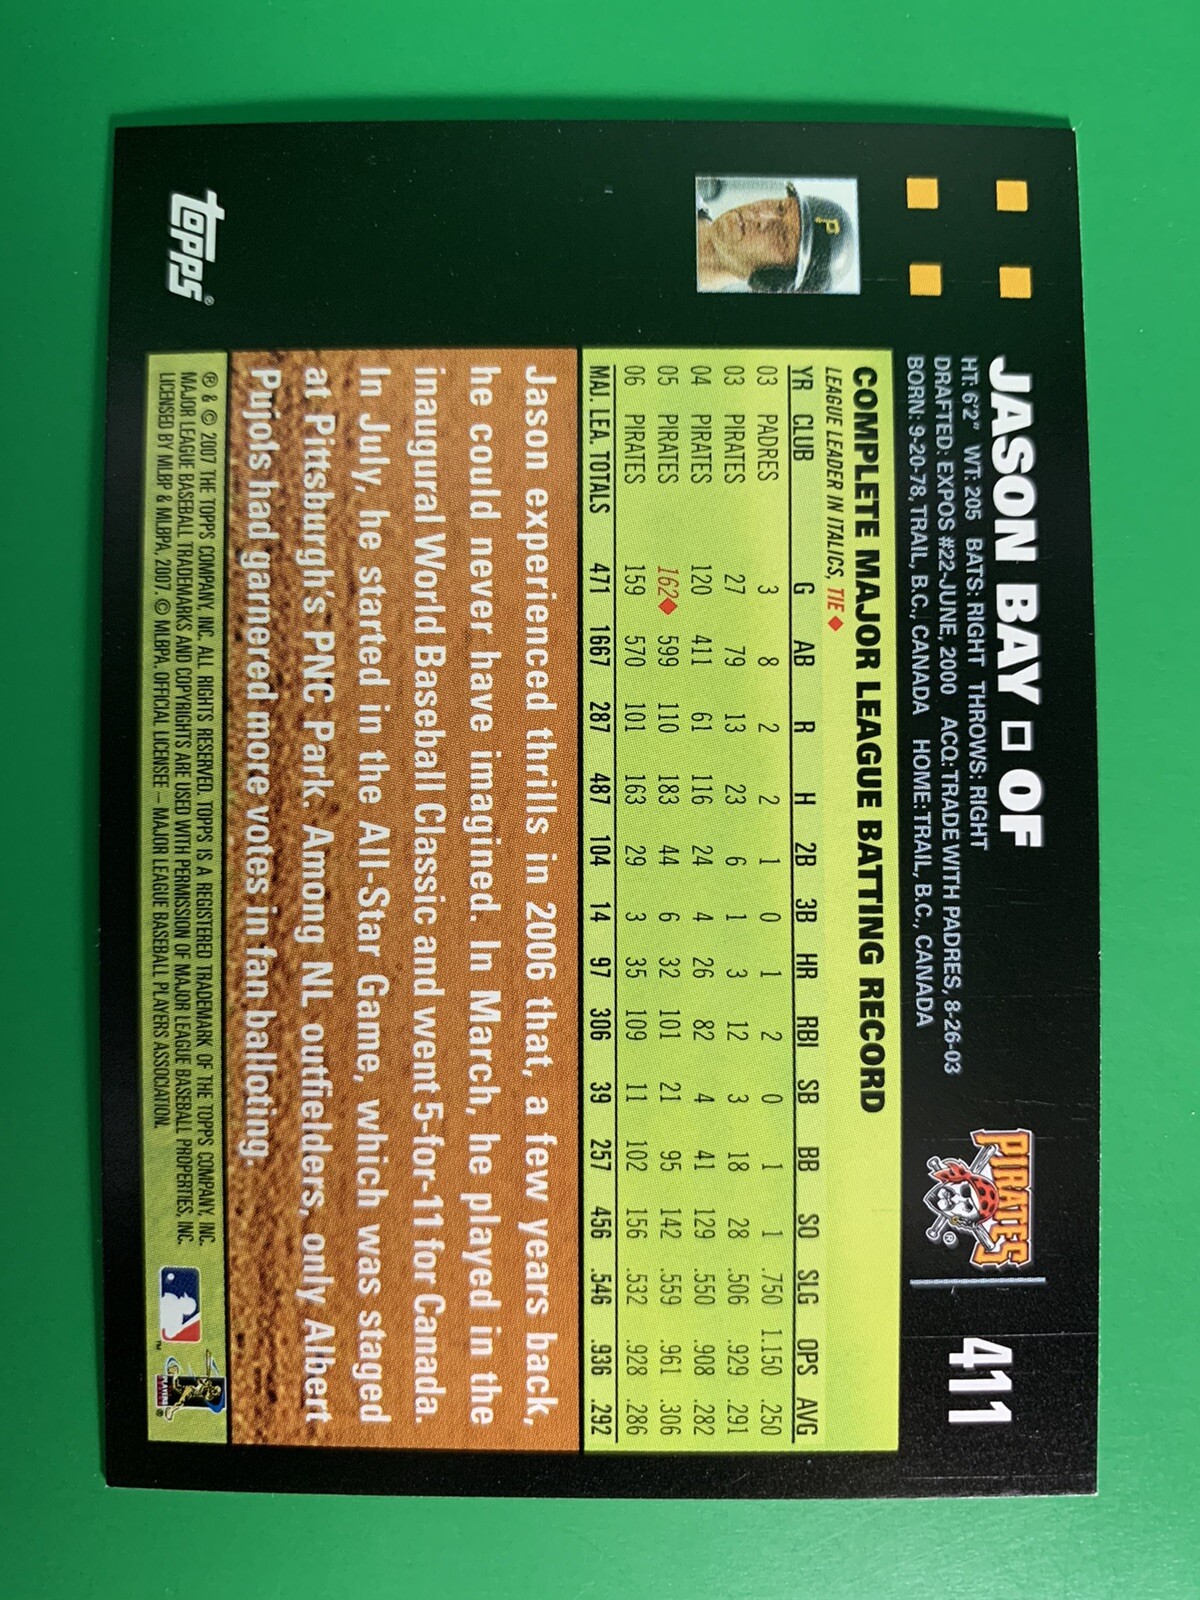 JASON BAY □ OF
HT: 6'2" WT: 205 BATS: RIGHT THROWS: RIGHT
DRAFTED: EXPOS #22-JUNE, 2000 ACQ: TRADE WITH PADRES, 8-26-03
BORN: 9-20-78, TRAIL, B.C., CANADA HOME: TRAIL, B.C., CANADA
PIRATES ®
411
P
COMPLETE MAJOR LEAGUE BATTING RECORD
LEAGUE LEADER IN ITALICS, TIE ♦
YR CLUB G AB R H 2B 3B HR RBI SB BB SO SLG OPS AVG
03 PADRES 3 8 2 2 1 0 1 2 0 1 1 .750 1.150 .250
03 PIRATES 27 79 13 23 6 1 3 12 3 18 28 .506 .929 .291
04 PIRATES 120 411 61 116 24 4 26 82 4 41 129 .550 .908 .282
05 PIRATES 162♦ 599 110 183 44 6 32 101 21 95 142 .559 .961 .306
06 PIRATES 159 570 101 163 29 3 35 109 11 102 156 .532 .928 .286
MAJ. LEA. TOTALS 471 1667 287 487 104 14 97 306 39 257 456 .546 .936 .292
Jason experienced thrills in 2006 that, a few years back,
he could never have imagined. In March, he played in the
inaugural World Baseball Classic and went 5-for-11 for Canada.
In July, he started in the All-Star Game, which was staged
at Pittsburgh's PNC Park. Among NL outfielders, only Albert
Pujots had garnered more votes in fan balloting.
topps®
® & © 2007 THE TOPPS COMPANY, INC. ALL RIGHTS RESERVED. TOPPS IS A REGISTERED TRADEMARK OF THE TOPPS COMPANY, INC.
MAJOR LEAGUE BASEBALL TRADEMARKS AND COPYRIGHTS ARE USED WITH PERMISSION OF MAJOR LEAGUE BASEBALL PROPERTIES, INC.
LICENSED BY MLBP & MLBPA, 2007. © MLBPA, OFFICIAL LICENSEE – MAJOR LEAGUE BASEBALL PLAYERS ASSOCIATION.
™
®